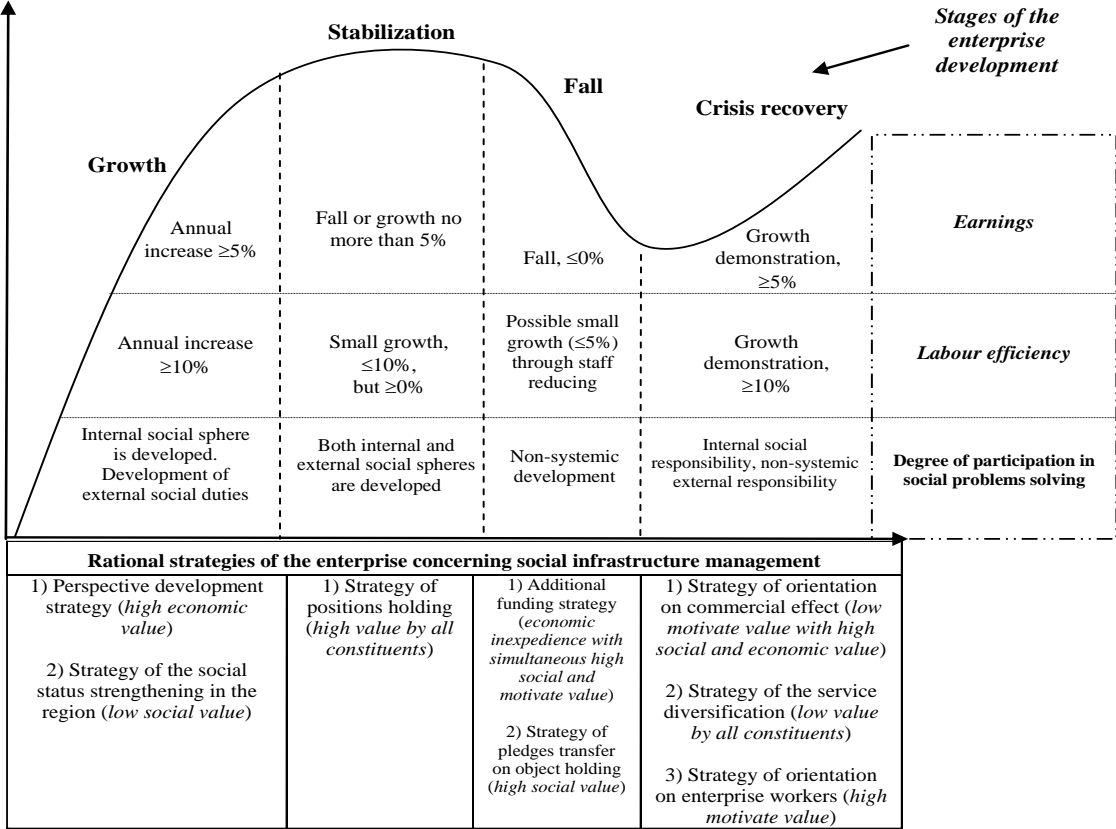 Stages of the
enterprise
development
Stabilization
Fall
Crisis recovery
Growth
Annual
increase ≥5%
Fall or growth no
more than 5%
Fall, ≤0%
Growth
demonstration,
≥5%
Earnings
Annual increase
≥10%
Small growth,
≤10%,
but ≥0%
Possible small
growth (≤5%)
through staff
reducing
Growth
demonstration,
≥10%
Labour efficiency
Internal social sphere
is developed.
Development of
external social duties
Both internal and
external social spheres
are developed
Non-systemic
development
Internal social
responsibility, non-systemic
external responsibility
Degree of participation in
social problems solving
Rational strategies of the enterprise concerning social infrastructure management
1) Perspective development
strategy (high economic
value)
2) Strategy of the social
status strengthening in the
region (low social value)
1) Strategy of
positions holding
(high value by all
constituents)
1) Additional
funding strategy
(economic
inexpedience with
simultaneous high
social and
motivate value)
2) Strategy of
pledges transfer
on object holding
(high social value)
1) Strategy of orientation
on commercial effect (low
motivate value with high
social and economic value)
2) Strategy of the service
diversification (low value
by all constituents)
3) Strategy of orientation
on enterprise workers (high
motivate value)